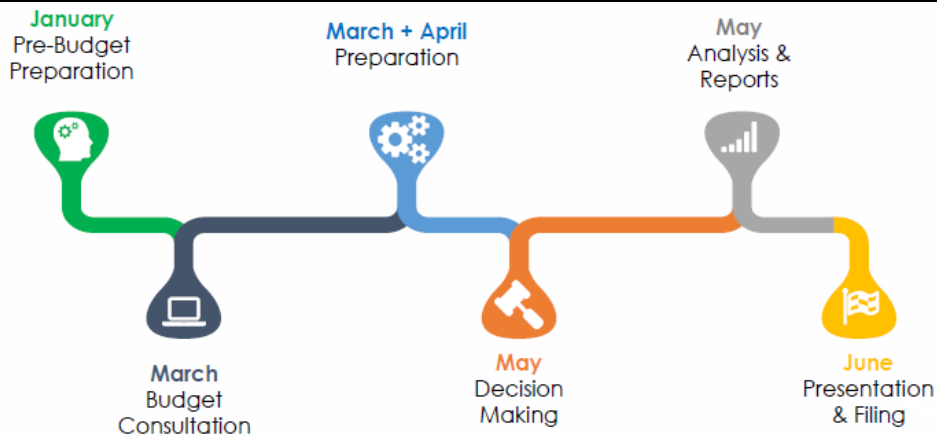 January
Pre-Budget
Preparation
March
Budget
Consultation
March + April
Preparation
May
Decision
Making
May
Analysis &
Reports
June
Presentation
& Filing